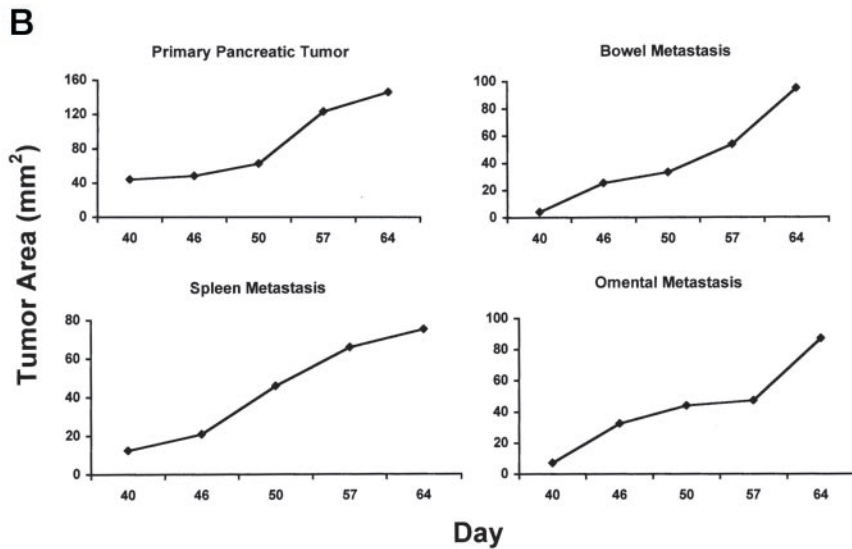 B
Primary Pancreatic Tumor
160
120
80
40
0
40 46 50 57 64
Bowel Metastasis
100
80
60
40
20
0
40 46 50 57 64
Spleen Metastasis
80
60
40
20
0
40 46 50 57 64
Omental Metastasis
100
80
60
40
20
0
40 46 50 57 64
Tumor Area (mm²)
Day